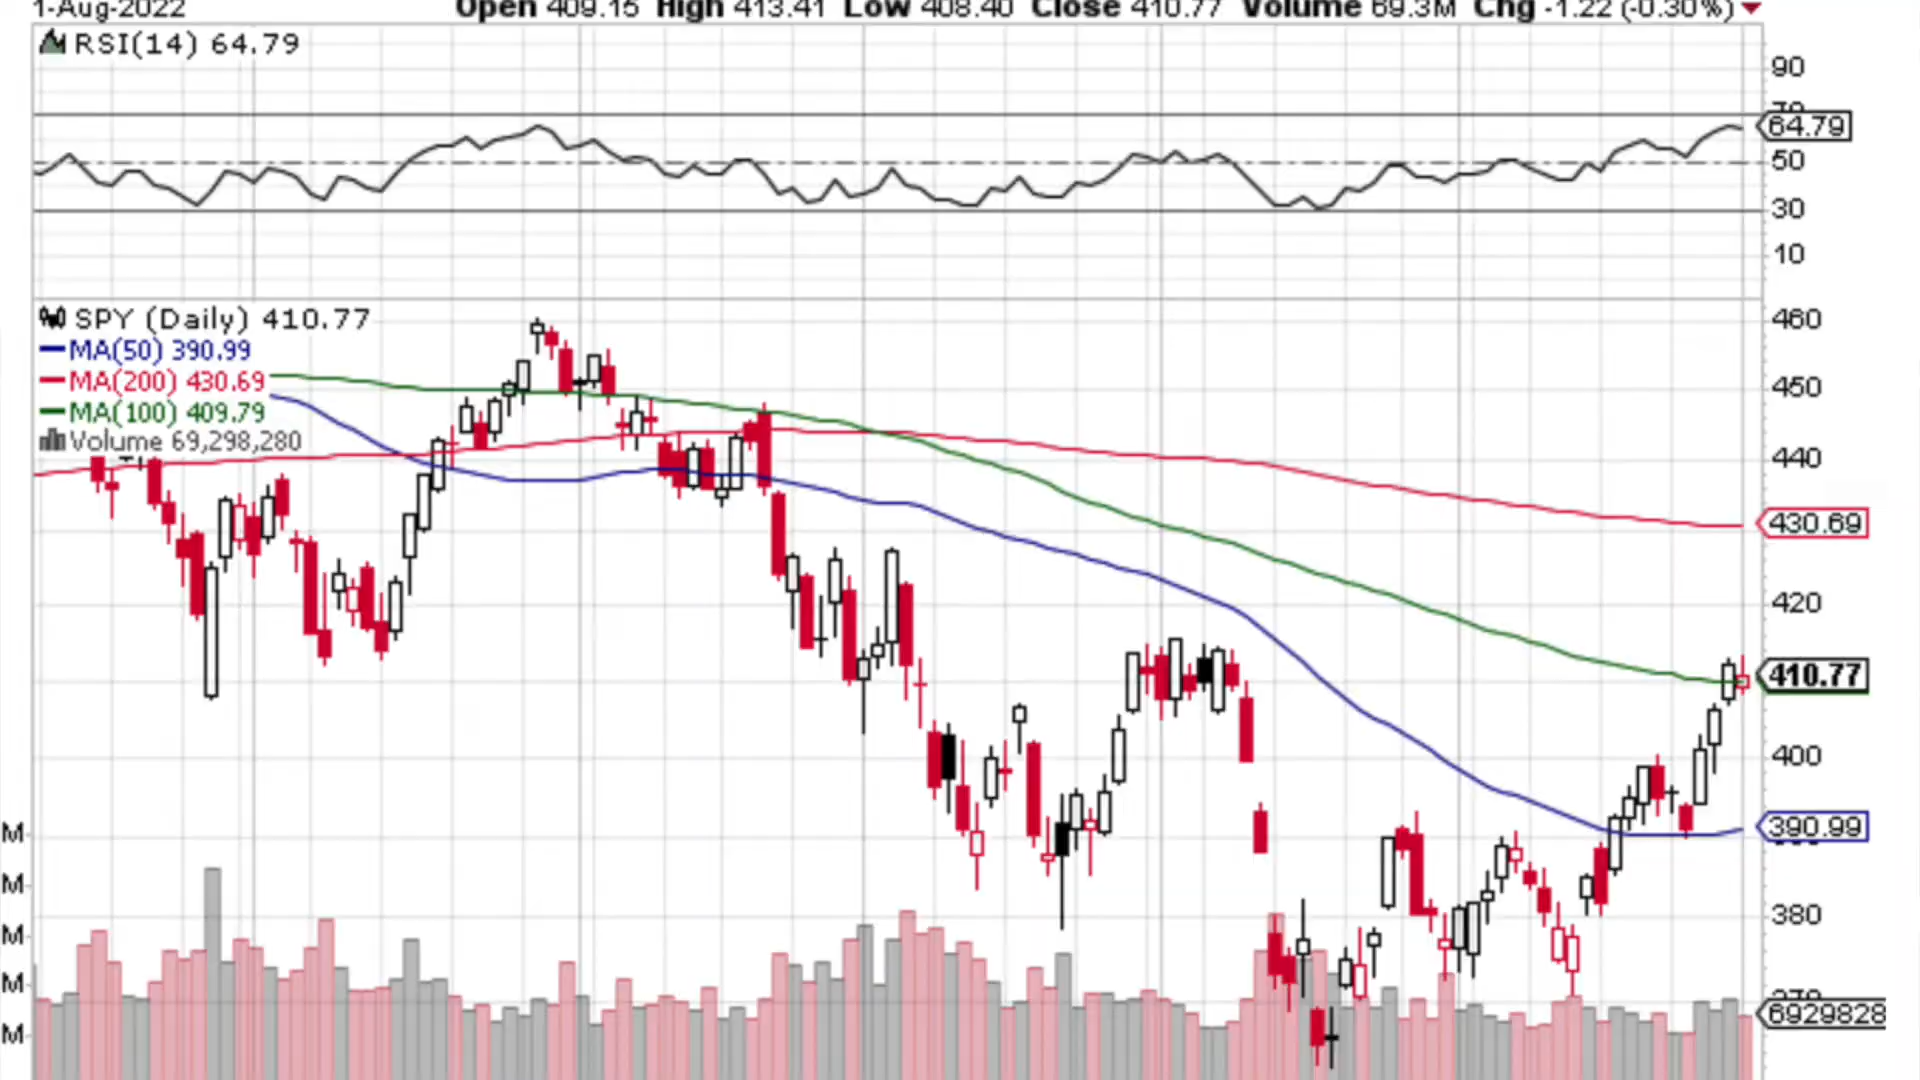 1-Aug-2022 Open 409.15 High 413.41 Low 408.40 Close 410.77 Volume 69.3M Chg -1.22 (-0.30%)
RSI(14) 64.79
90
70
64.79
50
30
10
SPY (Daily) 410.77
MA(50) 390.99
MA(200) 430.69
MA(100) 409.79
Volume 69,298,280
460
450
440
430.69
420
410.77
400
390.99
380
370
6929828
M
M
M
M
M